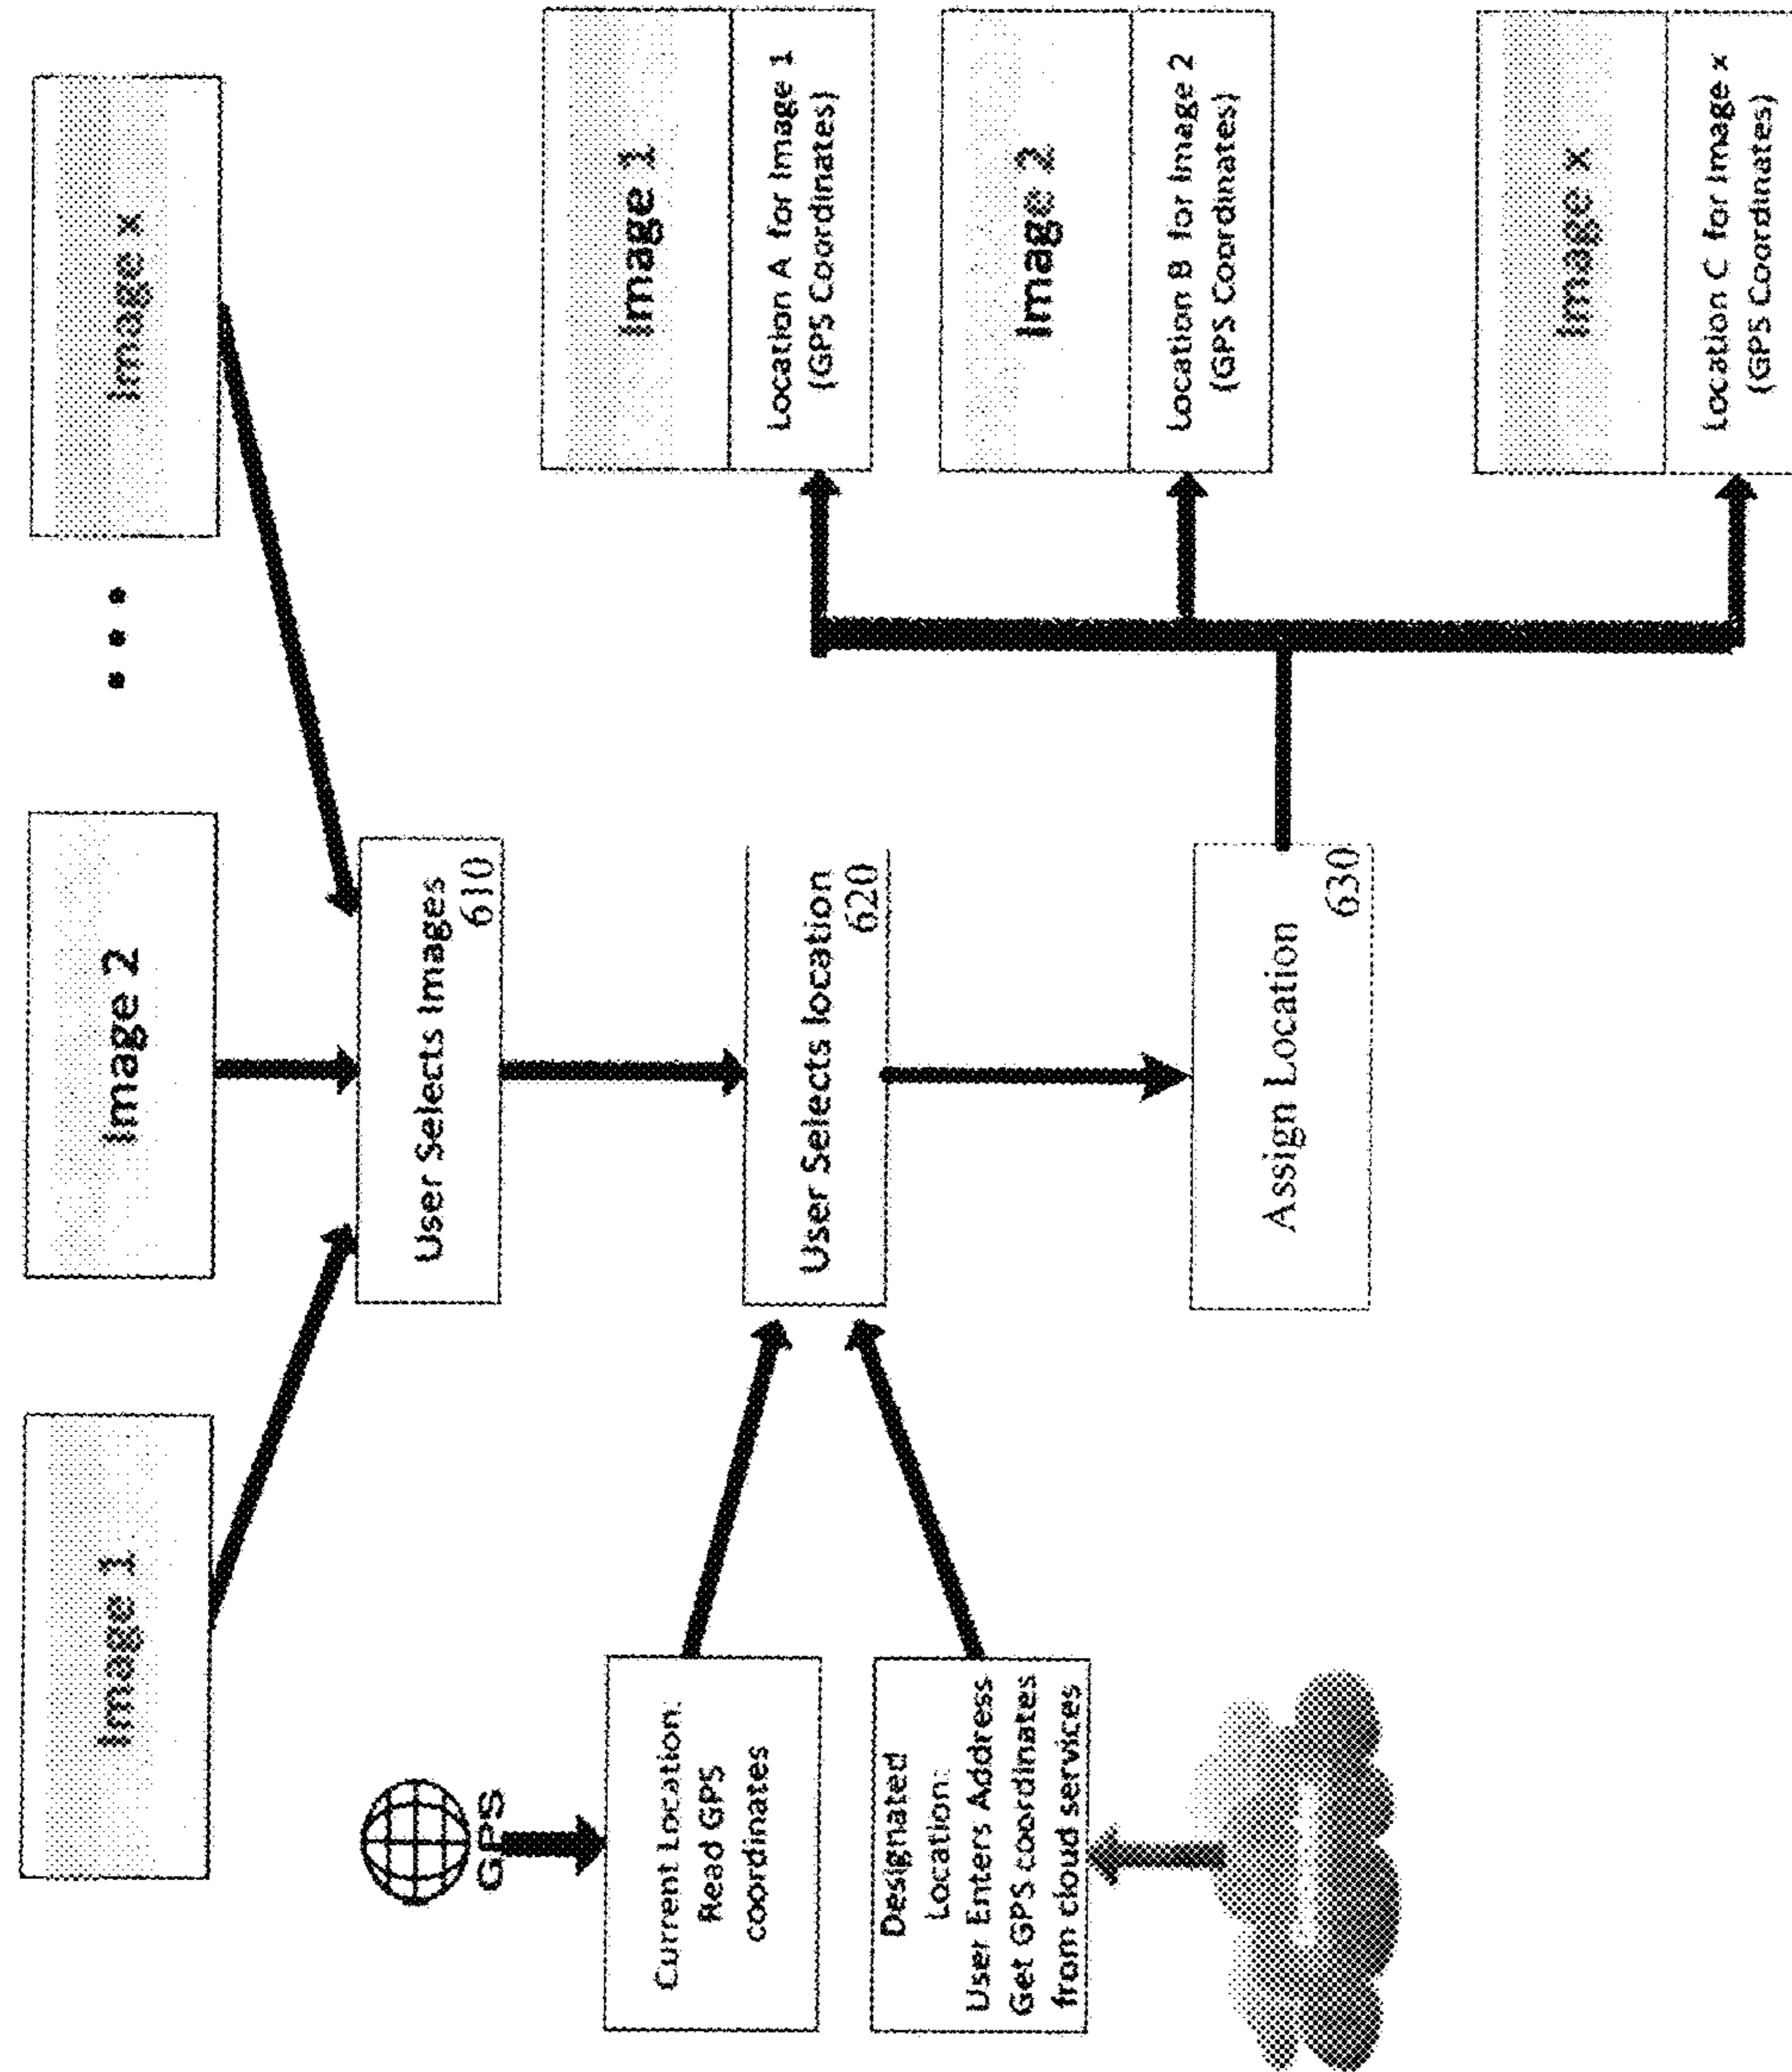 Image 1
Image 2
• • •
Image x
User Selects Images
610
GPS
Current Location:
Read GPS
coordinates
User Selects location
620
Designated
Location:
User Enters Address
Get GPS coordinates
from cloud services
Assign Location
630
Image 1
Location A for Image 1
(GPS Coordinates)
Image 2
Location B for Image 2
(GPS Coordinates)
Image x
Location C for Image x
(GPS Coordinates)